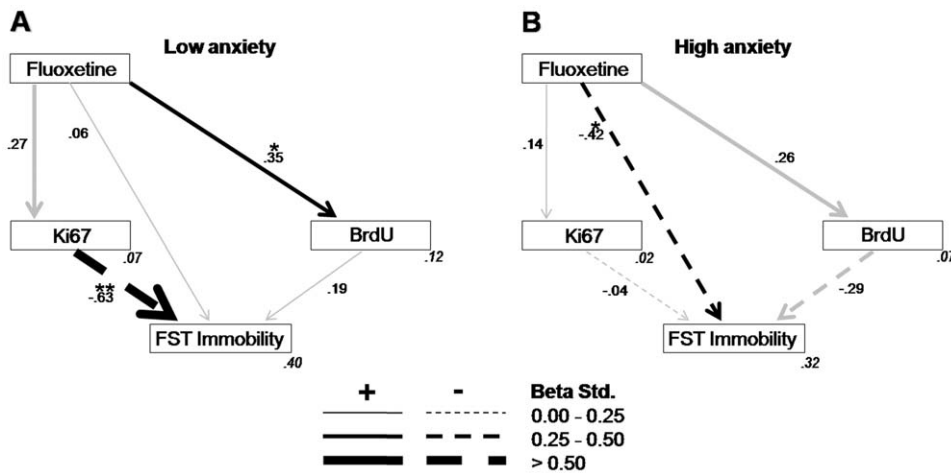 A
B
Low anxiety
High anxiety
Fluoxetine
Fluoxetine
.27
.06
*
.35
.14
*
-.42
.26
Ki67
.07
BrdU
.12
Ki67
.02
BrdU
.07
**
-.63
.19
-.04
-.29
FST Immobility
.40
FST Immobility
.32
+
-
Beta Std.
0.00 - 0.25
0.25 - 0.50
> 0.50